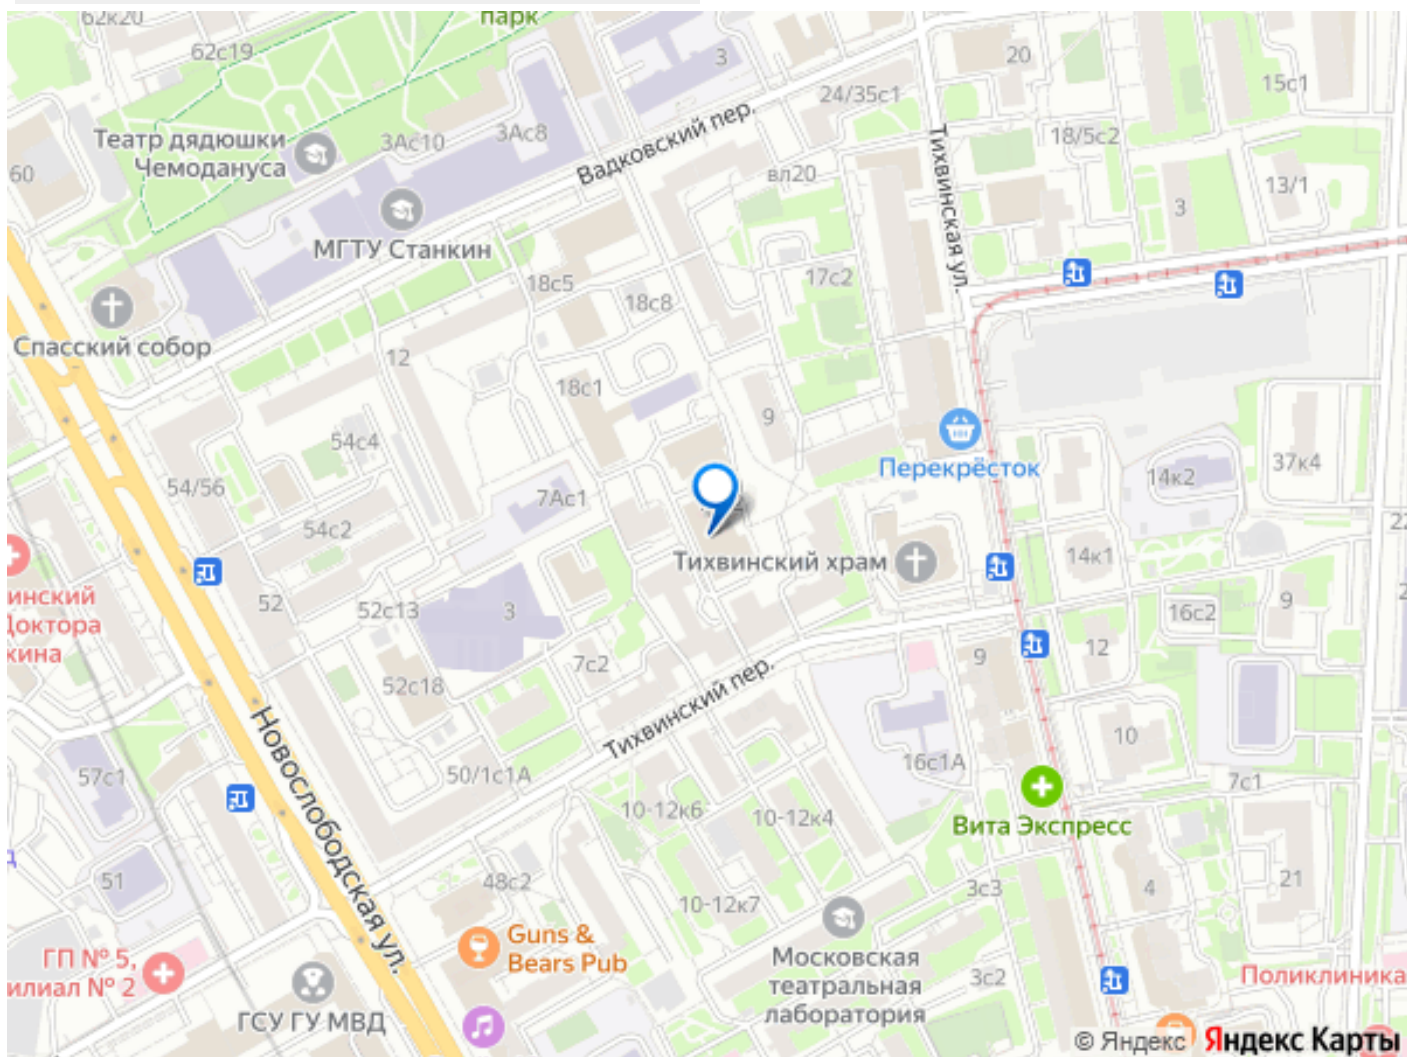 62к20
парк
62с19
3
20
15с1
24/35с1
Театр дядюшки
Чемодануса
3Ас10
3Ас8
Вадковский пер.
Тихвинская ул.
18/5с2
60
вл20
13/1
3
МГТУ Станкин
18с5
17с2
18с8
Спасский собор
12
18с1
9
54с4
Перекрёсток
54/56
7Ас1
14к2
37к4
54с2
Тихвинский храм
14к1
инский
кина
52
52с13
3
16с2
9
7с2
9
12
52с18
Тихвинский пер.
Новослободская ул.
57с1
50/1с1А
16с1А
10
7с1
10-12к6
10-12к4
Вита Экспресс
51
48с2
3с3
4
21
10-12к7
Guns &
Bears Pub
ГП № 5,
илиал № 2
Московская
театральная
лаборатория
3с2
Поликлиника
ГСУ ГУ МВД
© Яндекс Яндекс Карты